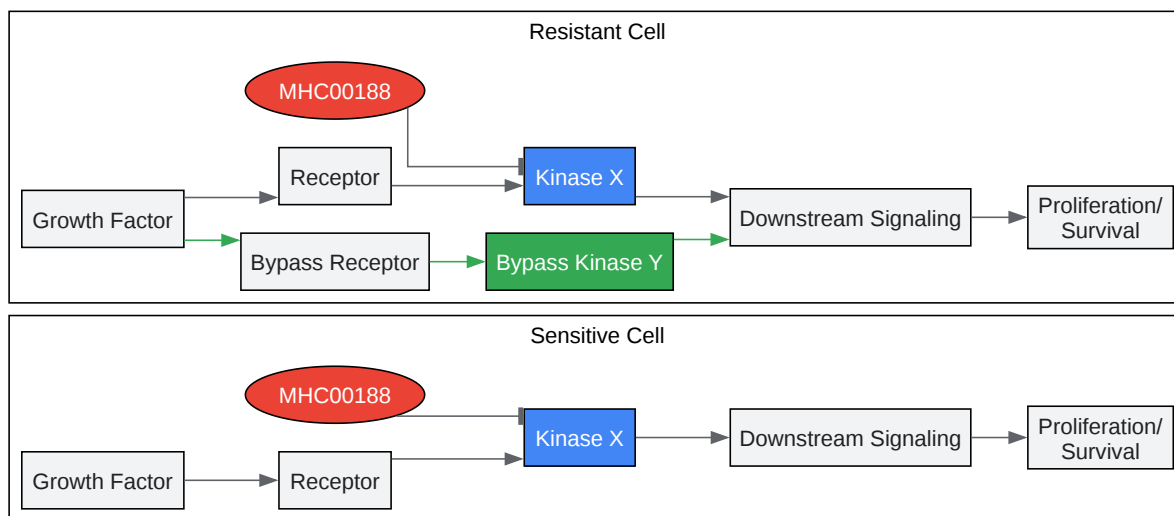 Resistant Cell
MHC00188
Receptor
Kinase X
Growth Factor
Downstream Signaling
Proliferation/
Survival
Bypass Receptor
Bypass Kinase Y
Sensitive Cell
MHC00188
Kinase X
Downstream Signaling
Proliferation/
Survival
Growth Factor
Receptor